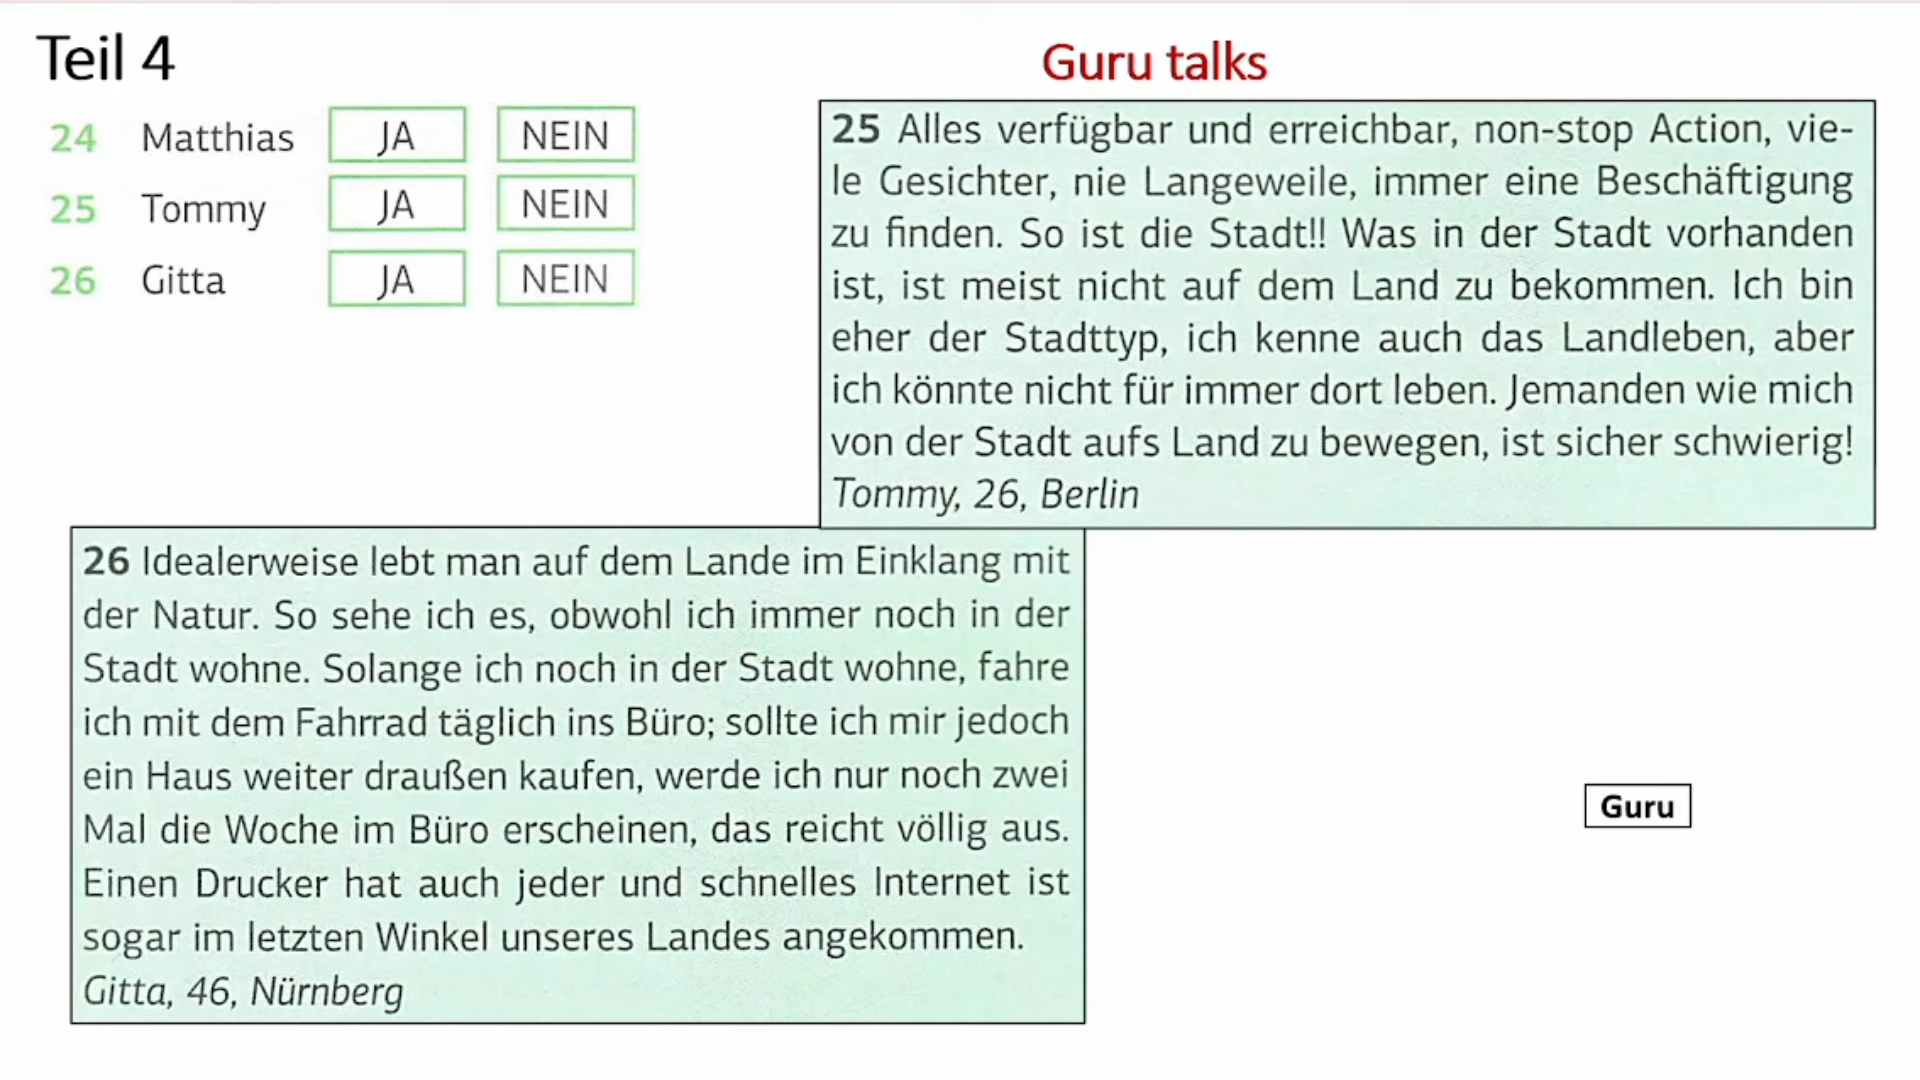 Teil 4
Guru talks
24 Matthias JA NEIN
25 Tommy JA NEIN
26 Gitta JA NEIN
25 Alles verfügbar und erreichbar, non-stop Action, vie-
le Gesichter, nie Langeweile, immer eine Beschäftigung
zu finden. So ist die Stadt!! Was in der Stadt vorhanden
ist, ist meist nicht auf dem Land zu bekommen. Ich bin
eher der Stadttyp, ich kenne auch das Landleben, aber
ich könnte nicht für immer dort leben. Jemanden wie mich
von der Stadt aufs Land zu bewegen, ist sicher schwierig!
Tommy, 26, Berlin
26 Idealerweise lebt man auf dem Lande im Einklang mit
der Natur. So sehe ich es, obwohl ich immer noch in der
Stadt wohne. Solange ich noch in der Stadt wohne, fahre
ich mit dem Fahrrad täglich ins Büro; sollte ich mir jedoch
ein Haus weiter draußen kaufen, werde ich nur noch zwei
Mal die Woche im Büro erscheinen, das reicht völlig aus.
Einen Drucker hat auch jeder und schnelles Internet ist
sogar im letzten Winkel unseres Landes angekommen.
Gitta, 46, Nürnberg
Guru